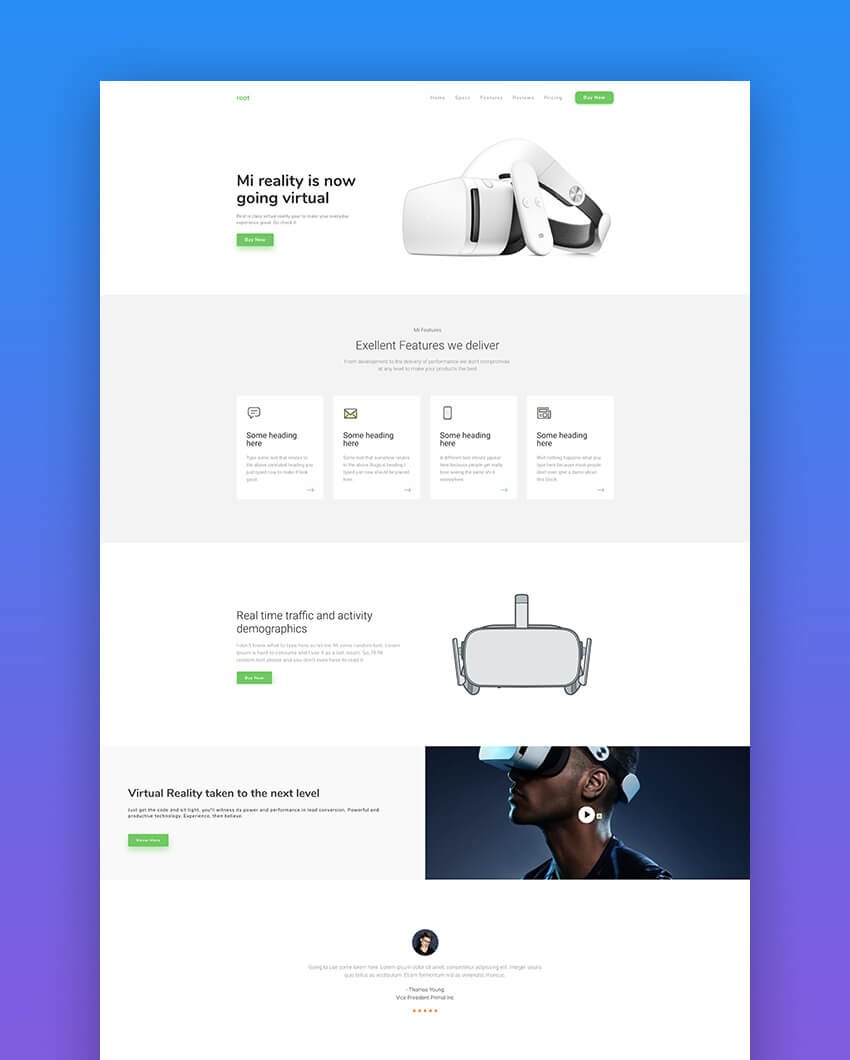 root
Home Specs Features Reviews Pricing Buy Now
Mi reality is now
going virtual
Best in class virtual reality gear to make your everyday
experience great. Go check it.
Buy Now
Mi Features
Exellent Features we deliver
From development to the delivery of performance we don't compromise
at any level to make your products the best
Some heading
here
Type some text that relates to
the above unrelated heading you
just typed now to make it look
good.
Some heading
here
Some text that somehow relates
to the above illogical heading I
typed just now should be placed
here.
Some heading
here
A different text should appear
here because people get really
bored seeing the same shit
everywhere.
Some heading
here
Well nothing happens what you
type here because most people
don't even give a damn about
this block.
Real time traffic and activity
demographics
I don't know what to type here so let me fill some random text. Lorem
ipsum is hard to consume and I use it as a last resort. So, I'll fill
random text please and you don't even have to read it.
Buy Now
Virtual Reality taken to the next level
Just get the code and sit tight, you'll witness its power and performance in lead conversion. Powerful and
productive technology. Experience, then believe.
Know More
Going to use some lorem here. Lorem ipsum dolor sit amet, consectetur adipiscing elit. Integer iaculis
quis tellus as vestibulum. Etiam fermentum nisl as venenatis rhoncus.
- Thomas Young
Vice President Primal Inc